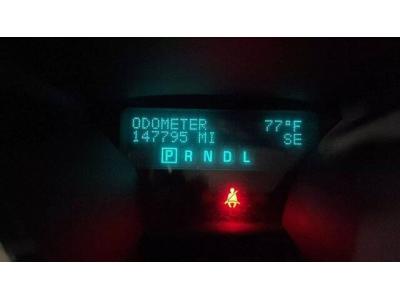 ODOMETER 77°F
147795 MI SE
P R N D L